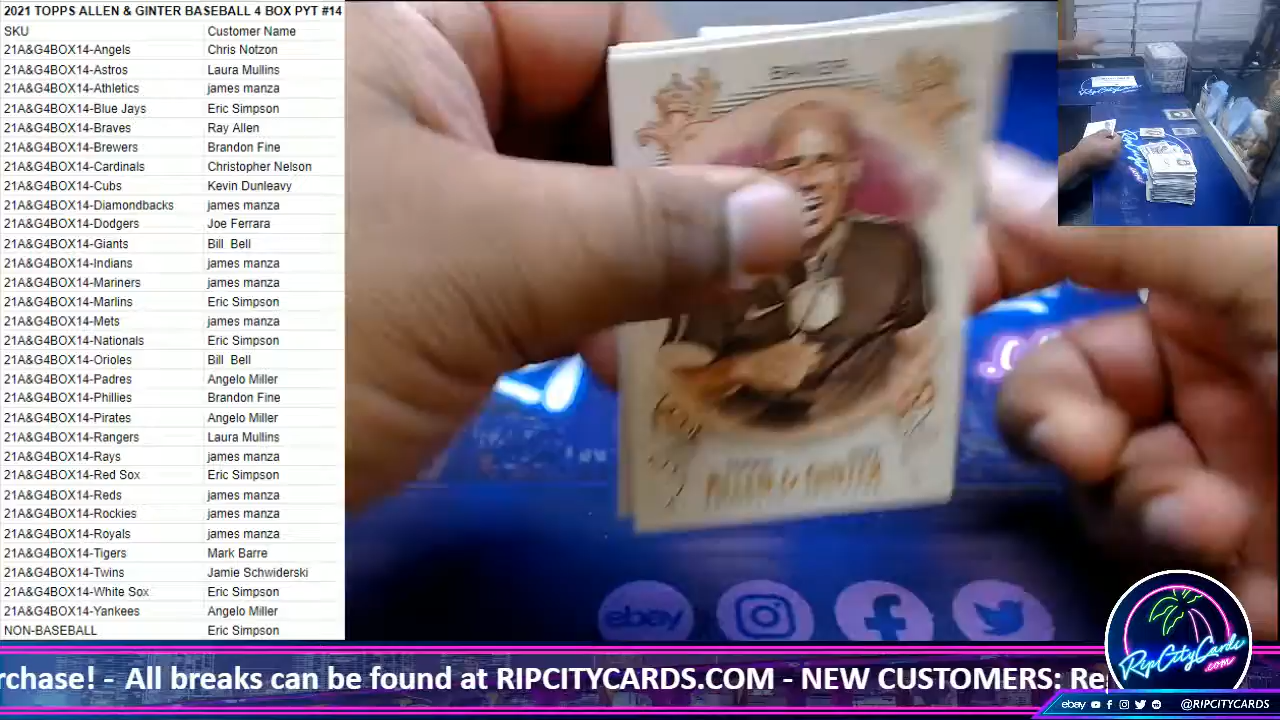 2021 TOPPS ALLEN & GINTER BASEBALL 4 BOX PYT #14
SKU Customer Name
21A&G4BOX14-Angels Chris Notzon
21A&G4BOX14-Astros Laura Mullins
21A&G4BOX14-Athletics james manza
21A&G4BOX14-Blue Jays Eric Simpson
21A&G4BOX14-Braves Ray Allen
21A&G4BOX14-Brewers Brandon Fine
21A&G4BOX14-Cardinals Christopher Nelson
21A&G4BOX14-Cubs Kevin Dunleavy
21A&G4BOX14-Diamondbacks james manza
21A&G4BOX14-Dodgers Joe Ferrara
21A&G4BOX14-Giants Bill Bell
21A&G4BOX14-Indians james manza
21A&G4BOX14-Mariners james manza
21A&G4BOX14-Marlins Eric Simpson
21A&G4BOX14-Mets james manza
21A&G4BOX14-Nationals Eric Simpson
21A&G4BOX14-Orioles Bill Bell
21A&G4BOX14-Padres Angelo Miller
21A&G4BOX14-Phillies Brandon Fine
21A&G4BOX14-Pirates Angelo Miller
21A&G4BOX14-Rangers Laura Mullins
21A&G4BOX14-Rays james manza
21A&G4BOX14-Red Sox Eric Simpson
21A&G4BOX14-Reds james manza
21A&G4BOX14-Rockies james manza
21A&G4BOX14-Royals james manza
21A&G4BOX14-Tigers Mark Barre
21A&G4BOX14-Twins Jamie Schwiderski
21A&G4BOX14-White Sox Eric Simpson
21A&G4BOX14-Yankees Angelo Miller
NON-BASEBALL Eric Simpson
ALLEN & GINTER
ebay
RipCityCards
.com
rchase! - All breaks can be found at RIPCITYCARDS.COM - NEW CUSTOMERS: Re
ebay @RIPCITYCARDS